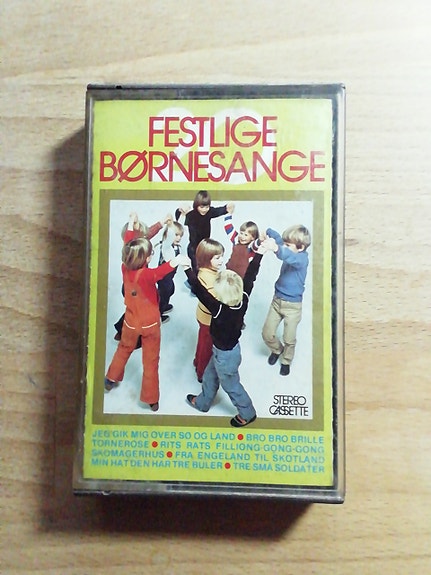 FESTLIGE
BØRNESANGE
STEREO
CASSETTE
JEG GIK MIG OVER SØ OG LAND ● BRO BRO BRILLE
TORNEROSE ● RITS RATS FILLIONG-GONG-GONG
SADMAGERHUS ● FRA ENGELAND TIL SKOTLAND
MIN HAT DEN HAR TRE BULER ● TRE SMÅ SOLDATER